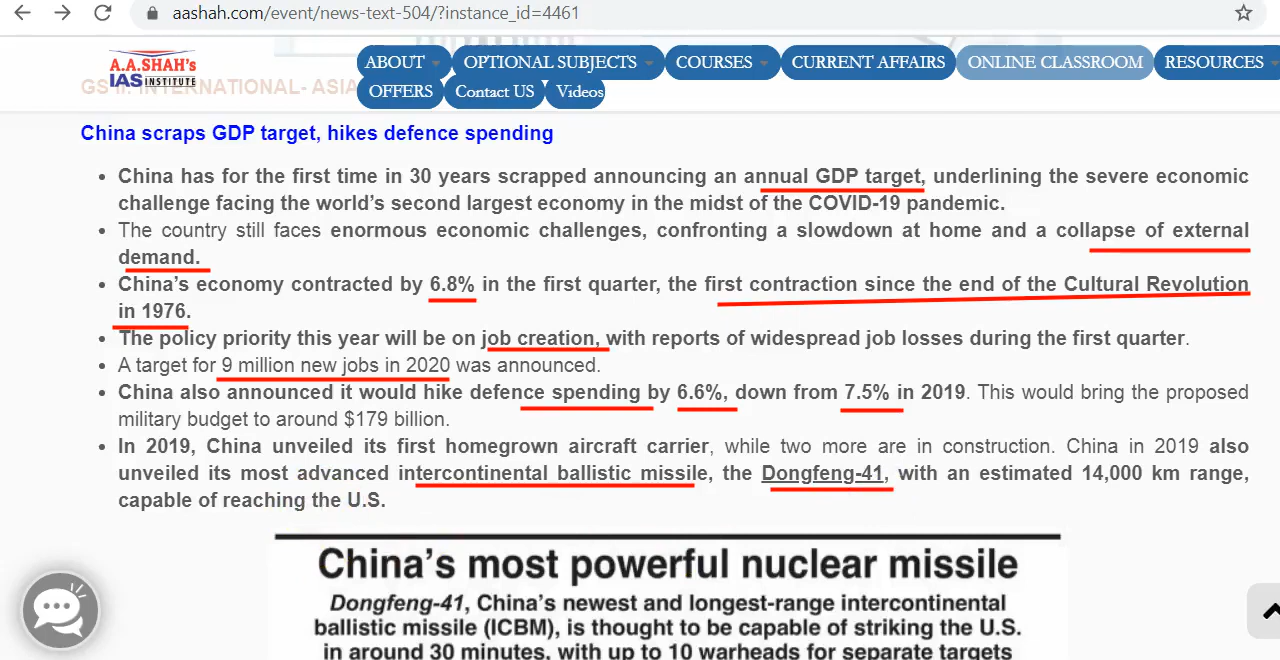 aashah.com/event/news-text-504/?instance_id=4461
A.A.SHAH's
IAS INSTITUTE
ABOUT OPTIONAL SUBJECTS COURSES CURRENT AFFAIRS ONLINE CLASSROOM RESOURCES
OFFERS Contact US Videos
GS II: INTERNATIONAL- ASIA
China scraps GDP target, hikes defence spending
• China has for the first time in 30 years scrapped announcing an annual GDP target, underlining the severe economic
challenge facing the world's second largest economy in the midst of the COVID-19 pandemic.
• The country still faces enormous economic challenges, confronting a slowdown at home and a collapse of external
demand.
• China's economy contracted by 6.8% in the first quarter, the first contraction since the end of the Cultural Revolution
in 1976.
• The policy priority this year will be on job creation, with reports of widespread job losses during the first quarter.
• A target for 9 million new jobs in 2020 was announced.
• China also announced it would hike defence spending by 6.6%, down from 7.5% in 2019. This would bring the proposed
military budget to around $179 billion.
• In 2019, China unveiled its first homegrown aircraft carrier, while two more are in construction. China in 2019 also
unveiled its most advanced intercontinental ballistic missile, the Dongfeng-41, with an estimated 14,000 km range,
capable of reaching the U.S.
China's most powerful nuclear missile
Dongfeng-41, China's newest and longest-range intercontinental
ballistic missile (ICBM), is thought to be capable of striking the U.S.
in around 30 minutes, with up to 10 warheads for separate targets